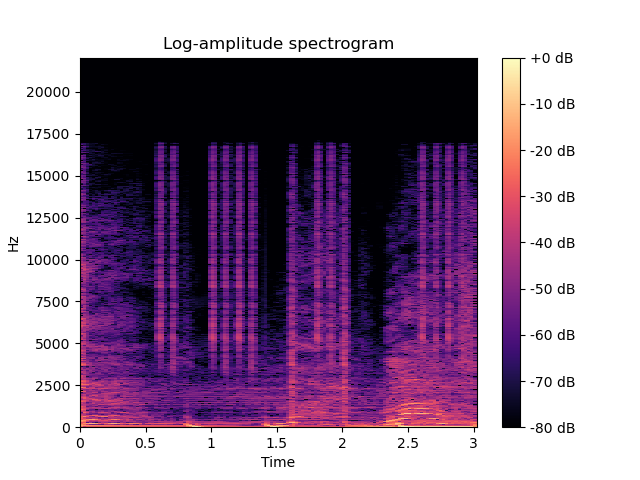 Log-amplitude spectrogram
Hz
20000
17500
15000
12500
10000
7500
5000
2500
0
0 0.5 1 1.5 2 2.5 3
Time
+0 dB
-10 dB
-20 dB
-30 dB
-40 dB
-50 dB
-60 dB
-70 dB
-80 dB